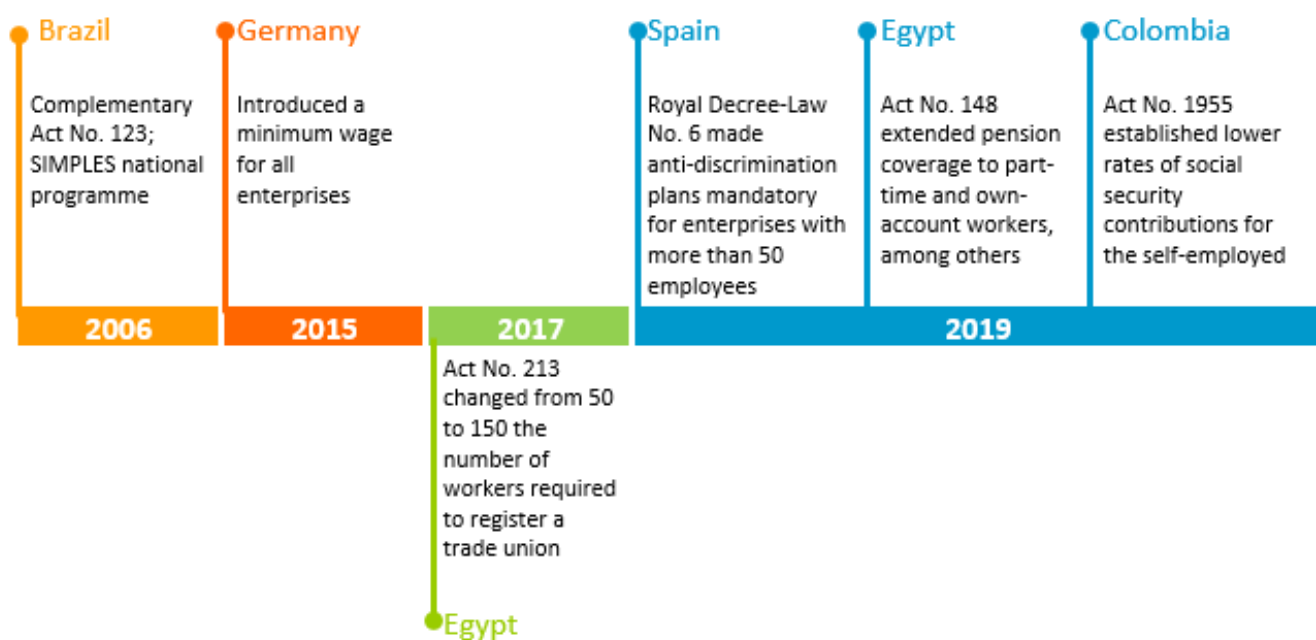 Brazil
Complementary
Act No. 123;
SIMPLES national
programme
Germany
Introduced a
minimum wage
for all
enterprises
Spain
Royal Decree-Law
No. 6 made
anti-discrimination
plans mandatory
for enterprises with
more than 50
employees
Egypt
Act No. 148
extended pension
coverage to part-
time and own-
account workers,
among others
Colombia
Act No. 1955
established lower
rates of social
security
contributions for
the self-employed
2006
2015
2017
2019
Act No. 213
changed from 50
to 150 the
number of
workers required
to register a
trade union
Egypt